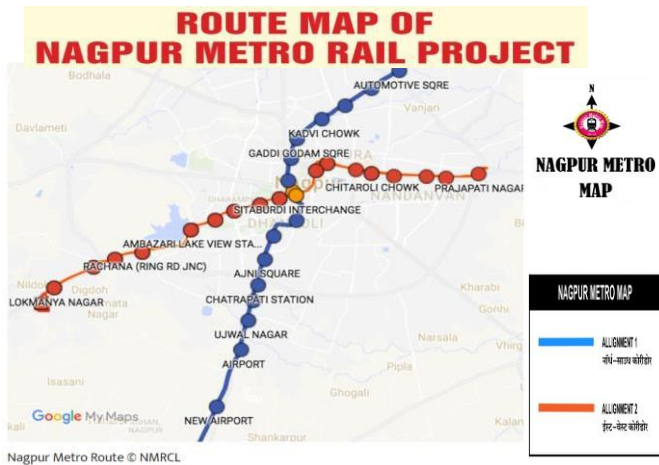 ROUTE MAP OF
NAGPUR METRO RAIL PROJECT
Bodhala
AUTOMOTIVE SQRE
Vanjari
Davlameti
KADVI CHOWK
GADDI GODAM SQRE
CHITAROLI CHOWK
PRAJAPATI NAGAR
NANDANVAN
SITABURDI INTERCHANGE
AMBAZARI LAKE VIEW STA...
RACHANA (RING RD JNC)
Digdoh
LOKMANYA NAGAR
Nagar
AJNI SQUARE
CHATRAPATI STATION
UJWAL NAGAR
AIRPORT
NEW AIRPORT
Kharabi
Gonhi
Narsala
Pipla
Ghogali
Isasani
Shankarpur
NAGPUR
Google My Maps
Nagpur Metro Route © NMRCL
N
NAGPUR METRO
MAP
NAGPUR METRO MAP
ALLIGNMENT 1
नॉर्थ-साउथ कोरीडोर
ALLIGNMENT 2
ईस्ट-वेस्ट कोरीडोर